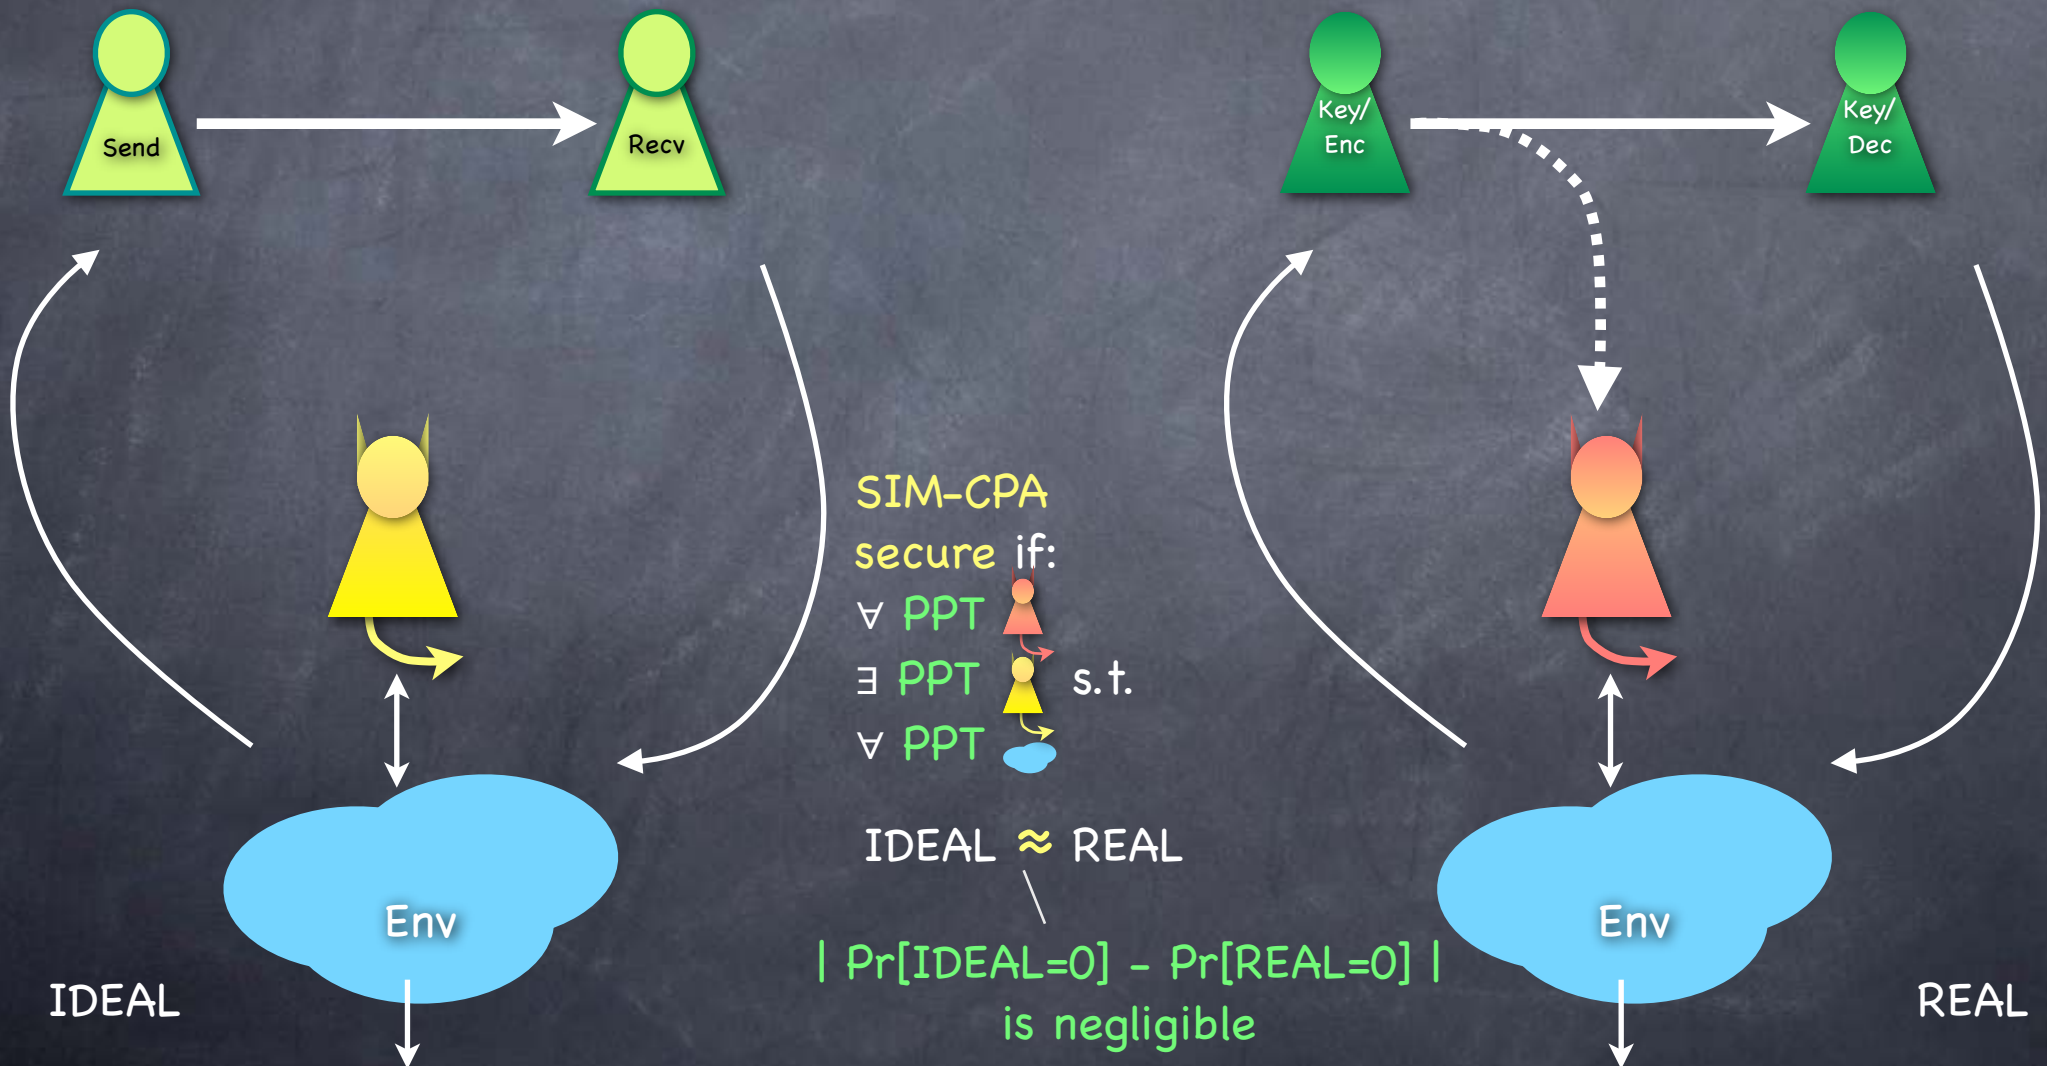 Send
Recv
Key/
Enc
Key/
Dec
SIM-CPA
secure if:
∀ PPT
∃ PPT s.t.
∀ PPT
IDEAL ≈ REAL
Env
Env
| Pr[IDEAL=0] - Pr[REAL=0] |
is negligible
IDEAL
REAL